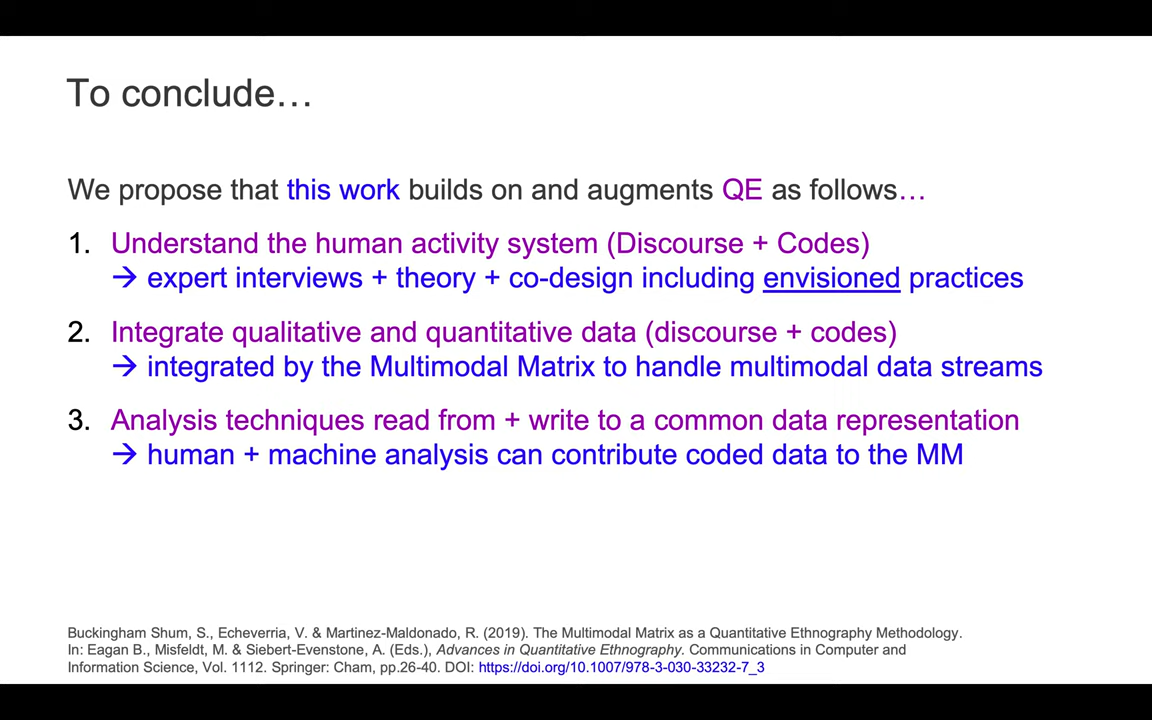 To conclude…
We propose that this work builds on and augments QE as follows…
1. Understand the human activity system (Discourse + Codes)
→ expert interviews + theory + co-design including envisioned practices
2. Integrate qualitative and quantitative data (discourse + codes)
→ integrated by the Multimodal Matrix to handle multimodal data streams
3. Analysis techniques read from + write to a common data representation
→ human + machine analysis can contribute coded data to the MM
Buckingham Shum, S., Echeverria, V. & Martinez-Maldonado, R. (2019). The Multimodal Matrix as a Quantitative Ethnography Methodology.
In: Eagan B., Misfeldt, M. & Siebert-Evenstone, A. (Eds.), Advances in Quantitative Ethnography. Communications in Computer and
Information Science, Vol. 1112. Springer: Cham, pp.26-40. DOI: https://doi.org/10.1007/978-3-030-33232-7_3